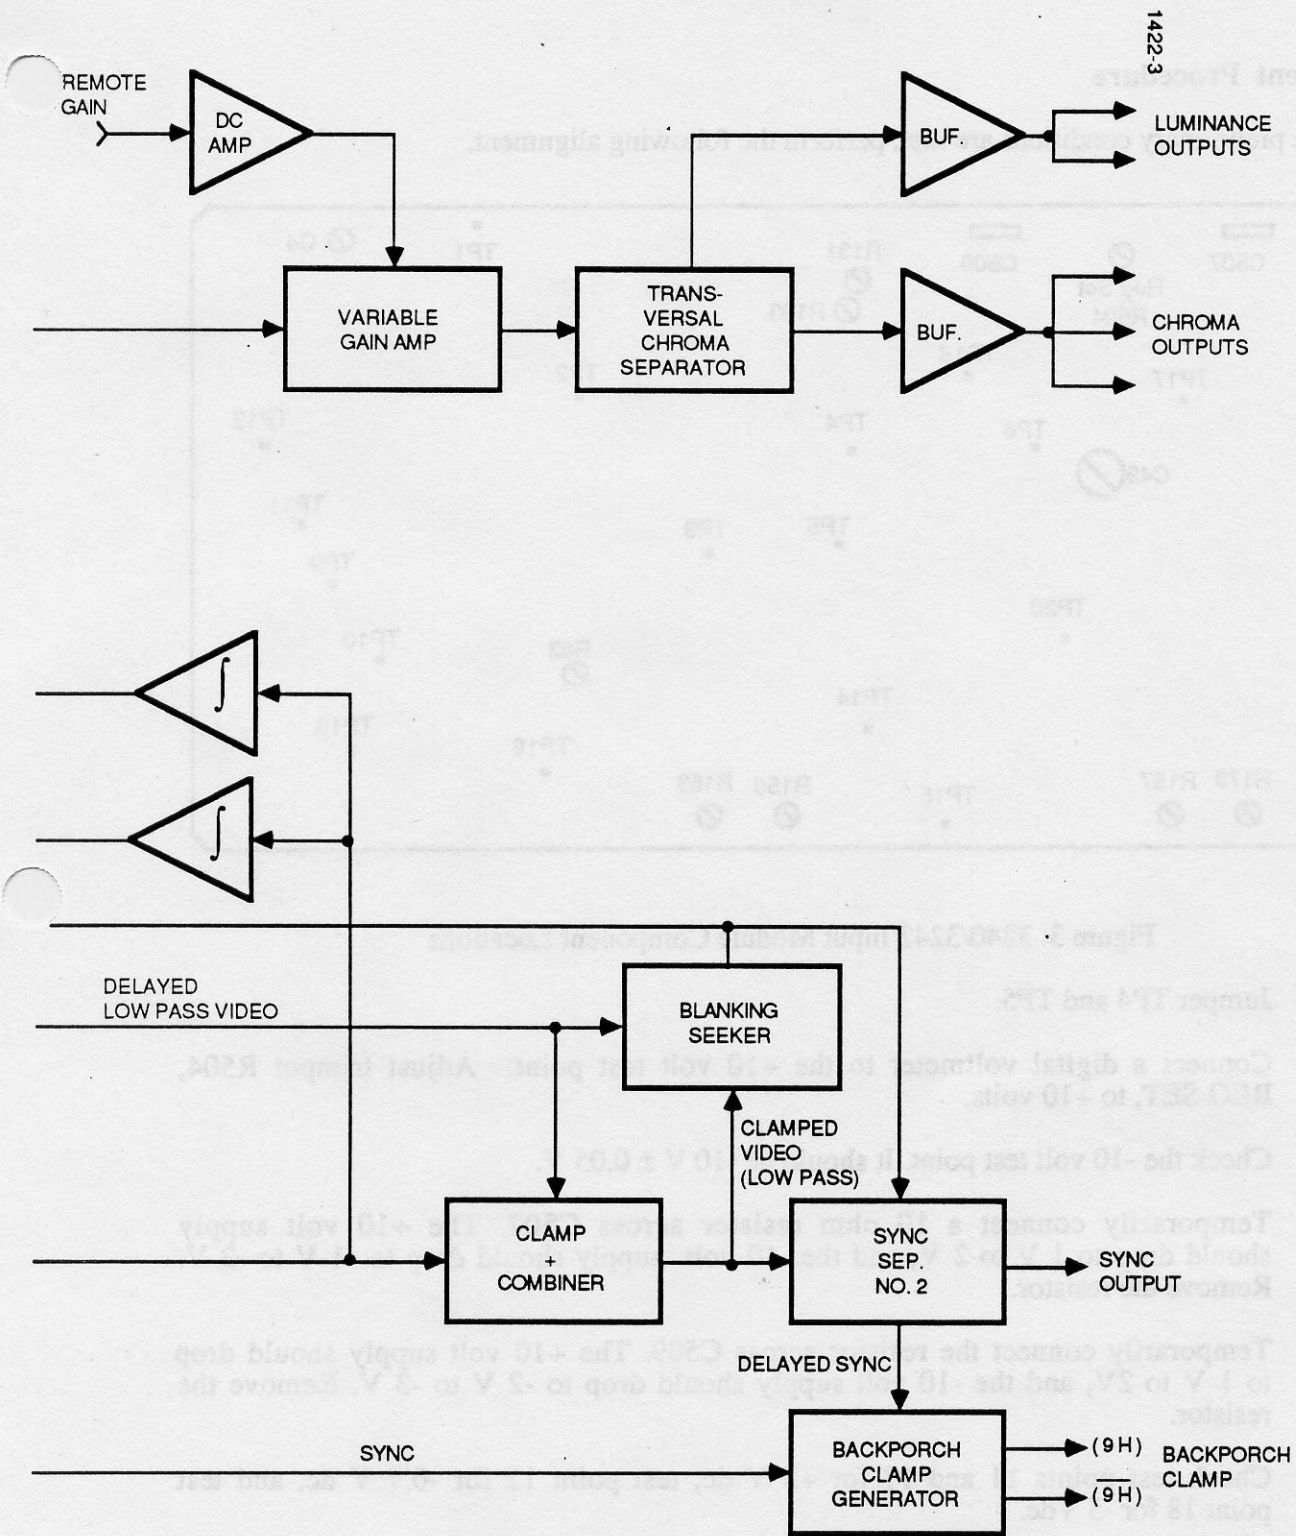 1422-3
REMOTE
GAIN
DC
AMP
BUF.
LUMINANCE
OUTPUTS
VARIABLE
GAIN AMP
TRANS-
VERSAL
CHROMA
SEPARATOR
BUF.
CHROMA
OUTPUTS
∫
∫
DELAYED
LOW PASS VIDEO
BLANKING
SEEKER
CLAMPED
VIDEO
(LOW PASS)
CLAMP
+
COMBINER
SYNC
SEP.
NO. 2
SYNC
OUTPUT
DELAYED SYNC
SYNC
BACKPORCH
CLAMP
GENERATOR
(9H)
(9H)
BACKPORCH
CLAMP